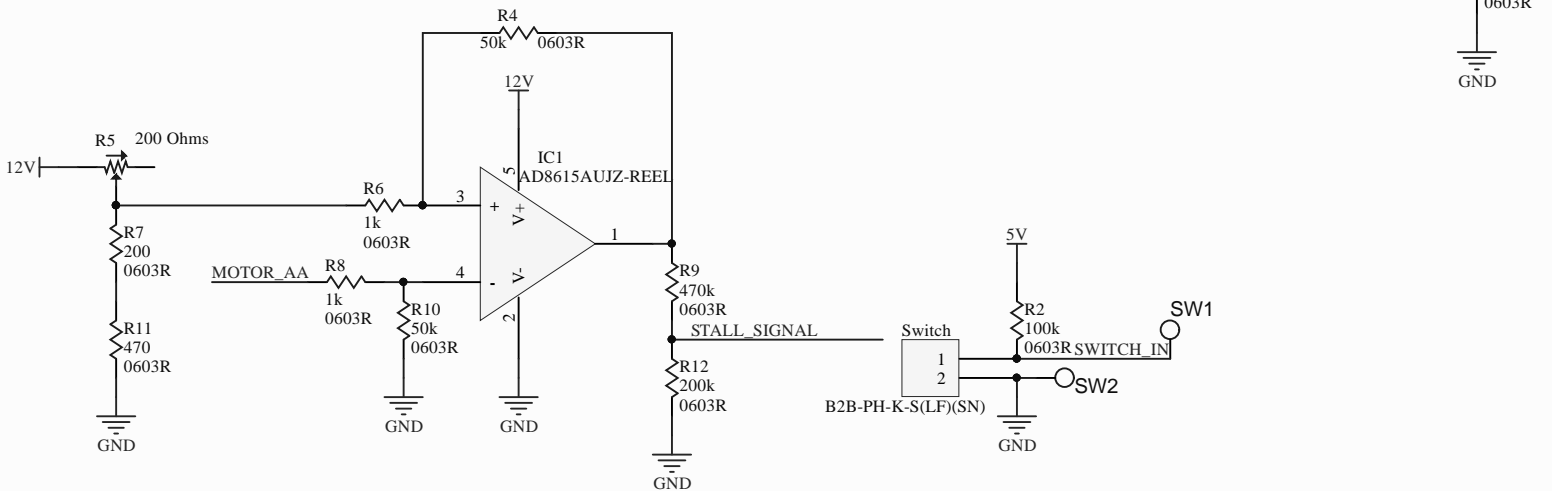 0603R
GND
R4
50k
0603R
12V
R5
200 Ohms
12V
IC1
AD8615AUJZ-REEL
5
V+
R6
1k
0603R
3
+
1
R7
200
0603R
MOTOR_AA
R8
1k
0603R
4
-
V-
2
R10
50k
0603R
R9
470k
0603R
5V
R2
100k
0603R
SWITCH_IN
SW1
R11
470
0603R
STALL_SIGNAL
Switch
1
2
SW2
B2B-PH-K-S(LF)(SN)
R12
200k
0603R
GND
GND
GND
GND
GND